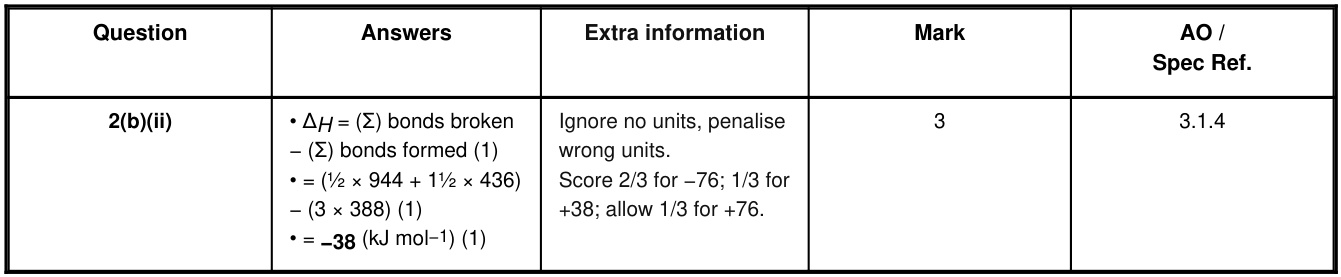 Question Answers Extra information Mark AO /
Spec Ref.
2(b)(ii)
• ΔH = (Σ) bonds broken
− (Σ) bonds formed (1)
• = (½ × 944 + 1½ × 436)
− (3 × 388) (1)
• = −38 (kJ mol−1) (1)
Ignore no units, penalise
wrong units.
Score 2/3 for −76; 1/3 for
+38; allow 1/3 for +76.
3
3.1.4